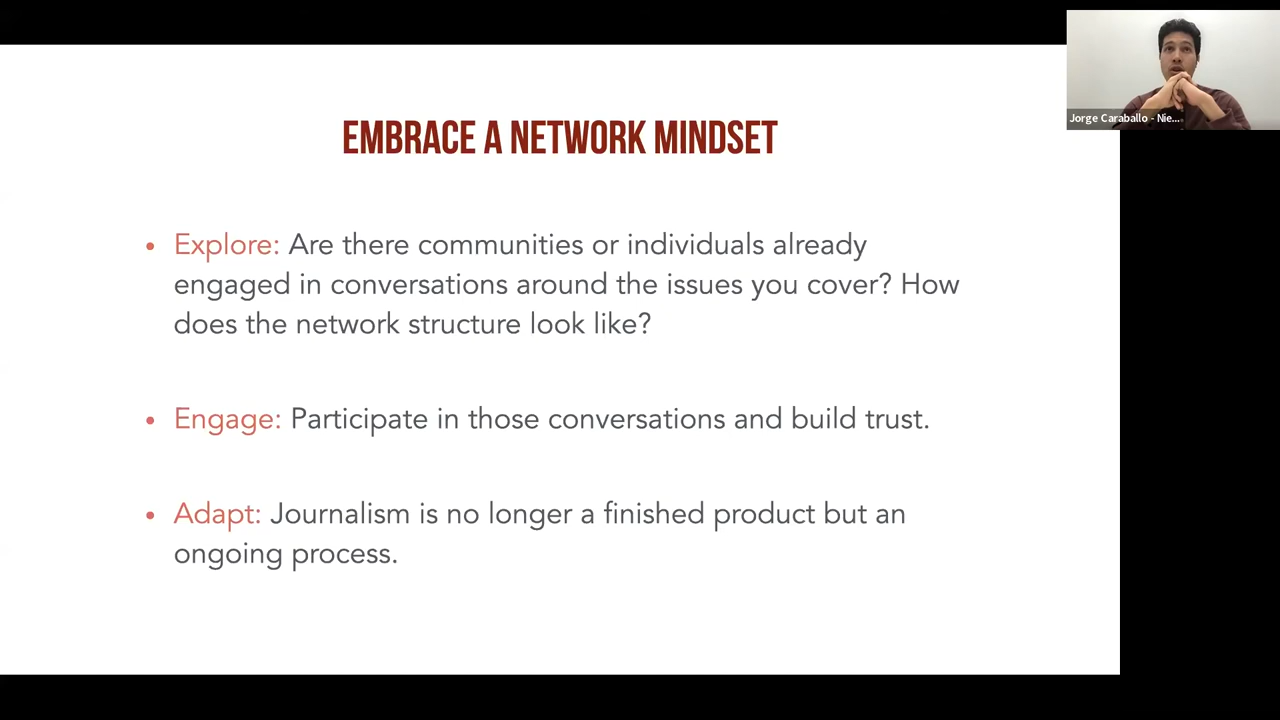 EMBRACE A NETWORK MINDSET
• Explore: Are there communities or individuals already
engaged in conversations around the issues you cover? How
does the network structure look like?
• Engage: Participate in those conversations and build trust.
• Adapt: Journalism is no longer a finished product but an
ongoing process.
Jorge Caraballo - Nie...